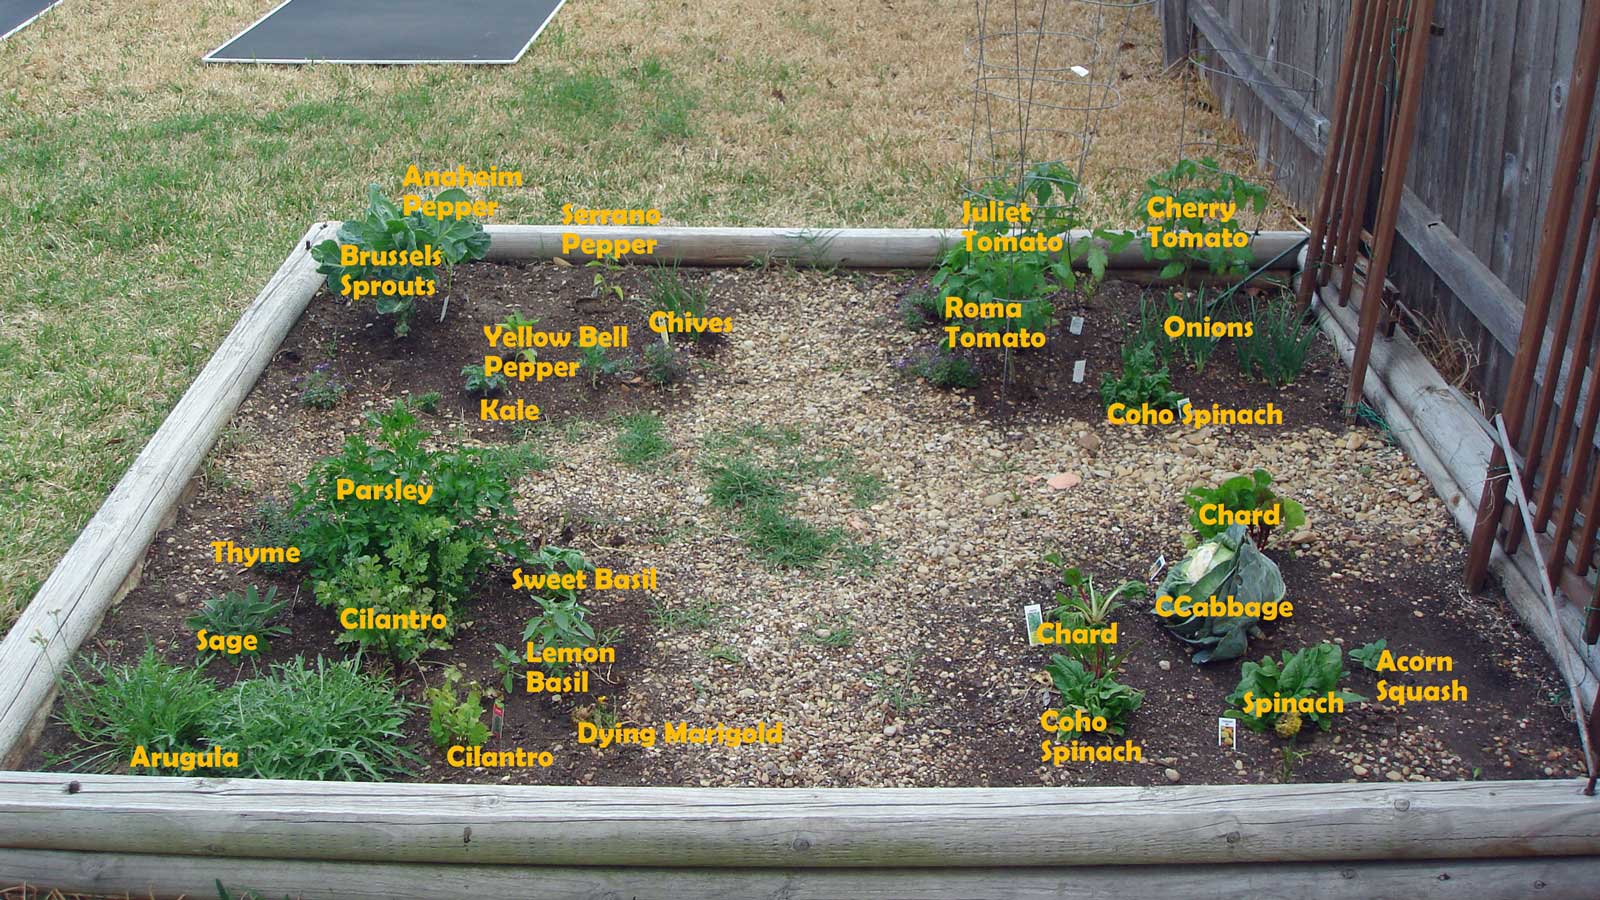 Anaheim
Pepper
Serrano
Pepper
Juliet
Tomato
Cherry
Tomato
Brussels
Sprouts
Yellow Bell
Pepper
Chives
Roma
Tomato
Onions
Kale
Coho Spinach
Parsley
Chard
Thyme
Sweet Basil
Cilantro
CCabbage
Sage
Chard
Lemon
Basil
Acorn
Squash
Spinach
Coho
Spinach
Dying Marigold
Arugula
Cilantro